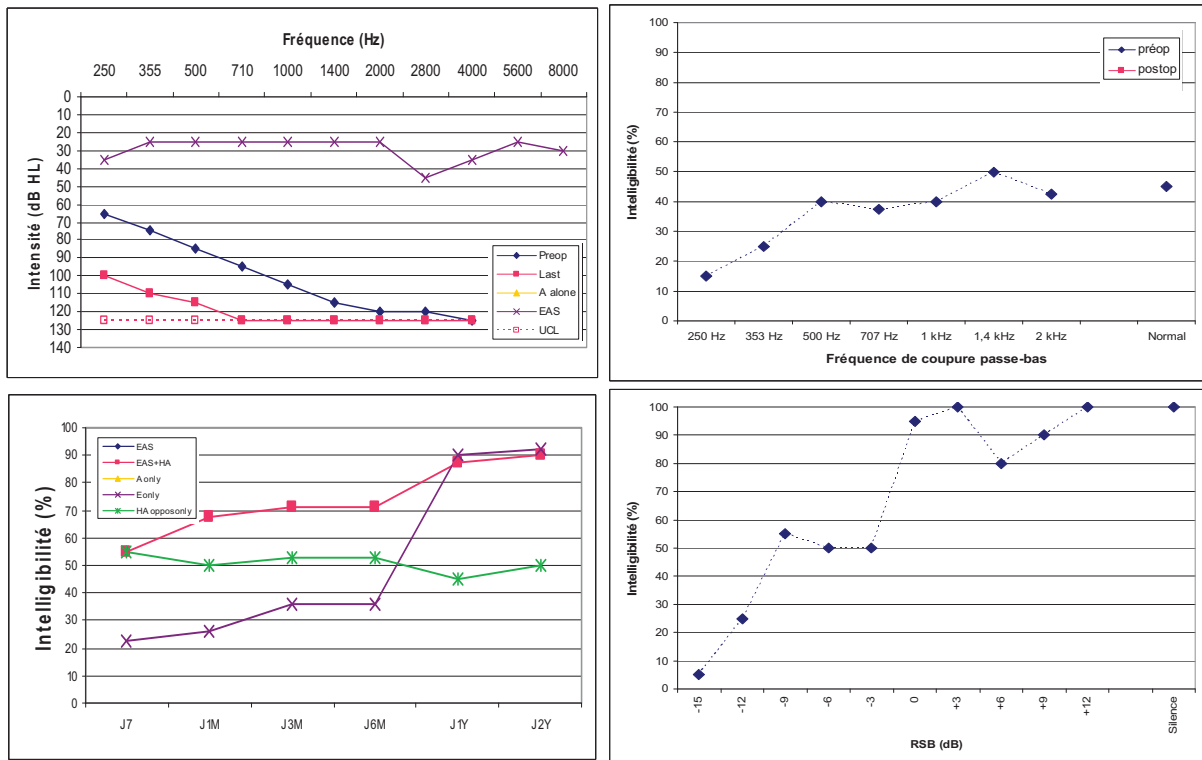 Fréquence (Hz)
250 355 500 710 1000 1400 2000 2800 4000 5600 8000
Intensité (dB HL)
0
10
20
30
40
50
60
70
80
90
100
110
120
130
140
Preop
Last
A alone
EAS
UCL
100
90
80
70
60
50
40
30
20
10
0
Intelligibilité (%)
préop
postop
250 Hz 353 Hz 500 Hz 707 Hz 1 kHz 1,4 kHz 2 kHz Normal
Fréquence de coupure passe-bas
100
90
80
70
60
50
40
30
20
10
0
Intelligibilité (%)
EAS
EAS+HA
A only
E only
HA oppos only
J7 J1M J3M J6M J1Y J2Y
100
90
80
70
60
50
40
30
20
10
0
Intelligibilité (%)
-15 -12 -9 -6 -3 0 +3 +6 +9 +12 Silence
RSB (dB)